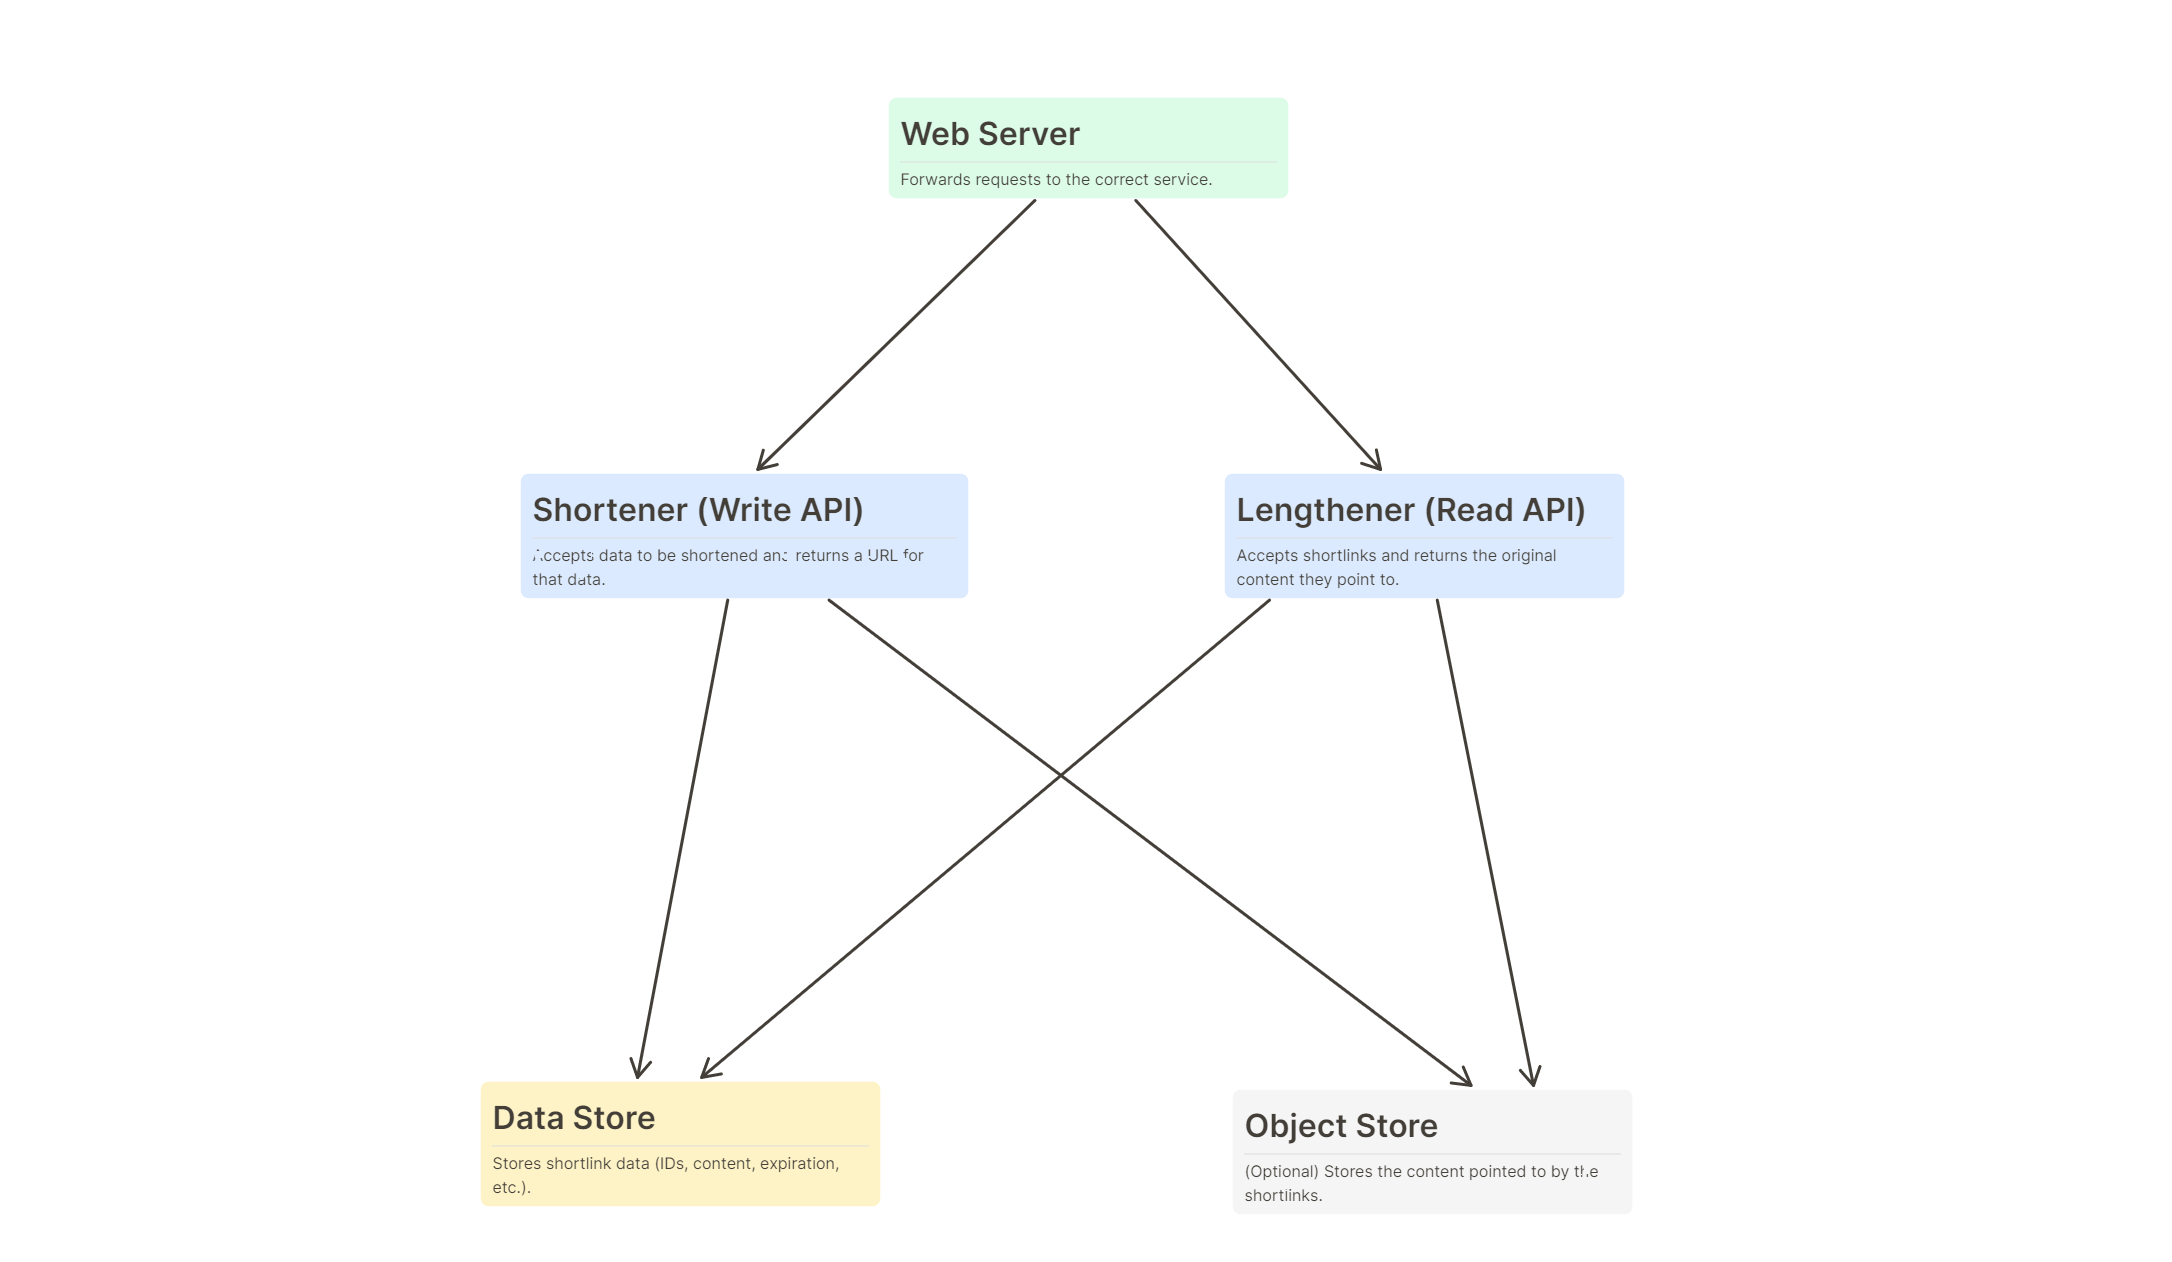 Web Server
Forwards requests to the correct service.
Shortener (Write API)
Accepts data to be shortened and returns a URL for
that data.
Lengthener (Read API)
Accepts shortlinks and returns the original
content they point to.
Data Store
Stores shortlink data (IDs, content, expiration,
etc.).
Object Store
(Optional) Stores the content pointed to by the
shortlinks.